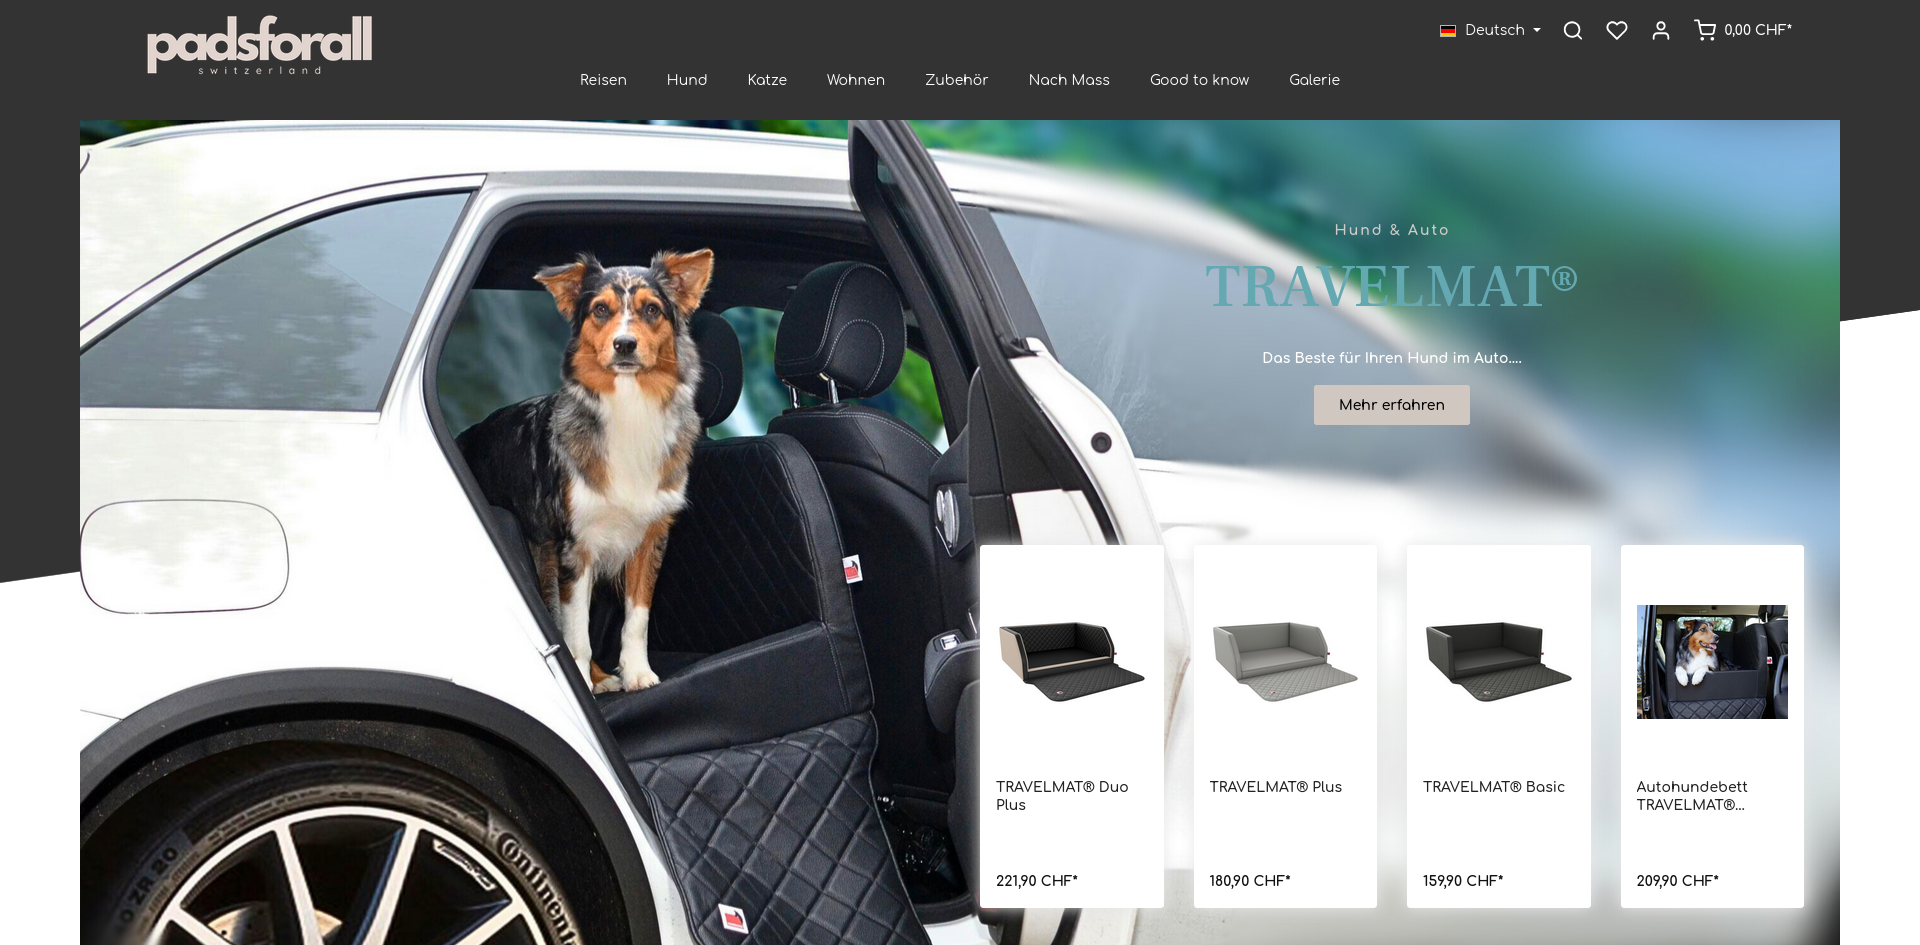 padsforall
switzerland
Deutsch
0,00 CHF*
Reisen
Hund
Katze
Wohnen
Zubehör
Nach Mass
Good to know
Galerie
Hund & Auto
TRAVELMAT®
Das Beste für Ihren Hund im Auto....
Mehr erfahren
TRAVELMAT® Duo
Plus
221,90 CHF*
TRAVELMAT® Plus
180,90 CHF*
TRAVELMAT® Basic
159,90 CHF*
Autohundebett
TRAVELMAT®...
209,90 CHF*
Continental
ZR 20